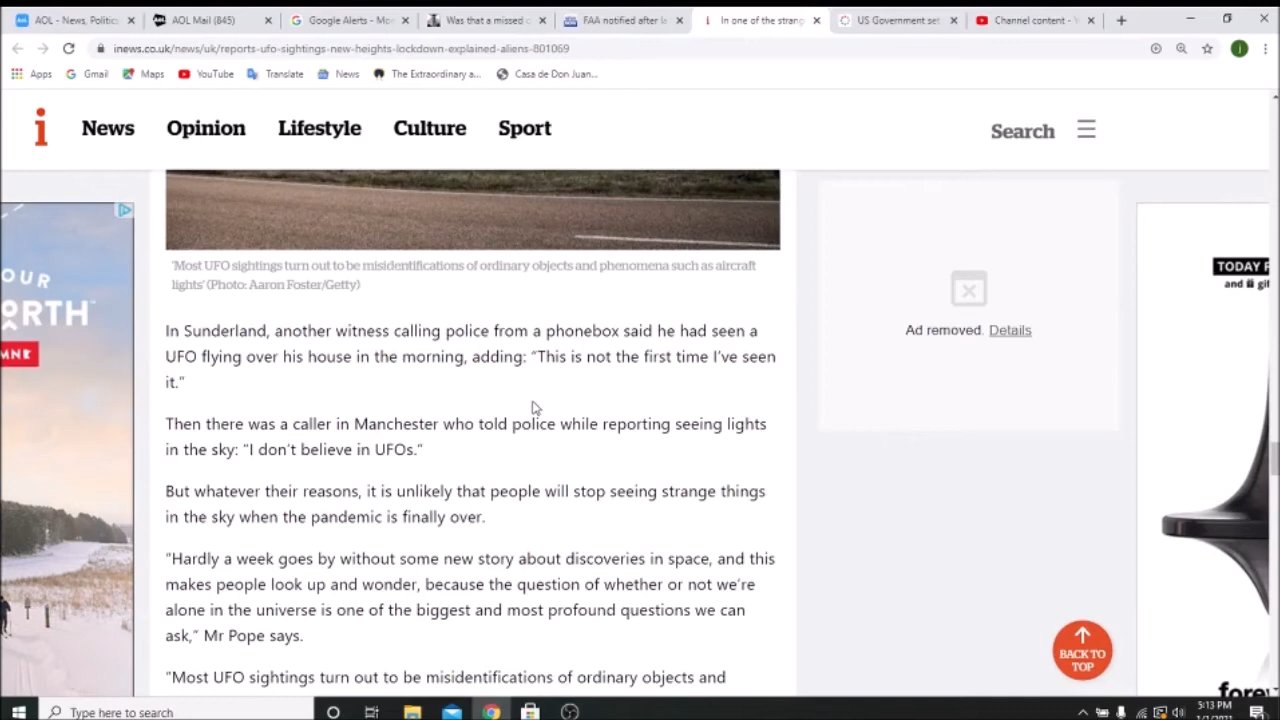 AOL - News, Politic
AOL Mail (845)
Google Alerts - Mo
Was that a missed c
FAA notified after la
In one of the strang
US Government set
Channel content - Y
inews.co.uk/news/uk/reports-ufo-sightings-new-heights-lockdown-explained-aliens-801069
j
Apps
Gmail
Maps
YouTube
Translate
News
The Extraordinary a...
Casa de Don Juan...
i
News
Opinion
Lifestyle
Culture
Sport
Search
OUR
ORTH
'Most UFO sightings turn out to be misidentifications of ordinary objects and phenomena such as aircraft
lights' (Photo: Aaron Foster/Getty)
In Sunderland, another witness calling police from a phonebox said he had seen a
UFO flying over his house in the morning, adding: “This is not the first time I’ve seen
it.”
Then there was a caller in Manchester who told police while reporting seeing lights
in the sky: “I don’t believe in UFOs.“
But whatever their reasons, it is unlikely that people will stop seeing strange things
in the sky when the pandemic is finally over.
“Hardly a week goes by without some new story about discoveries in space, and this
makes people look up and wonder, because the question of whether or not we’re
alone in the universe is one of the biggest and most profound questions we can
ask,” Mr Pope says.
“Most UFO sightings turn out to be misidentifications of ordinary objects and
Ad removed. Details
TODAY
and gi
BACK TO
TOP
fore
Type here to search
5:13 PM
1/1/2021